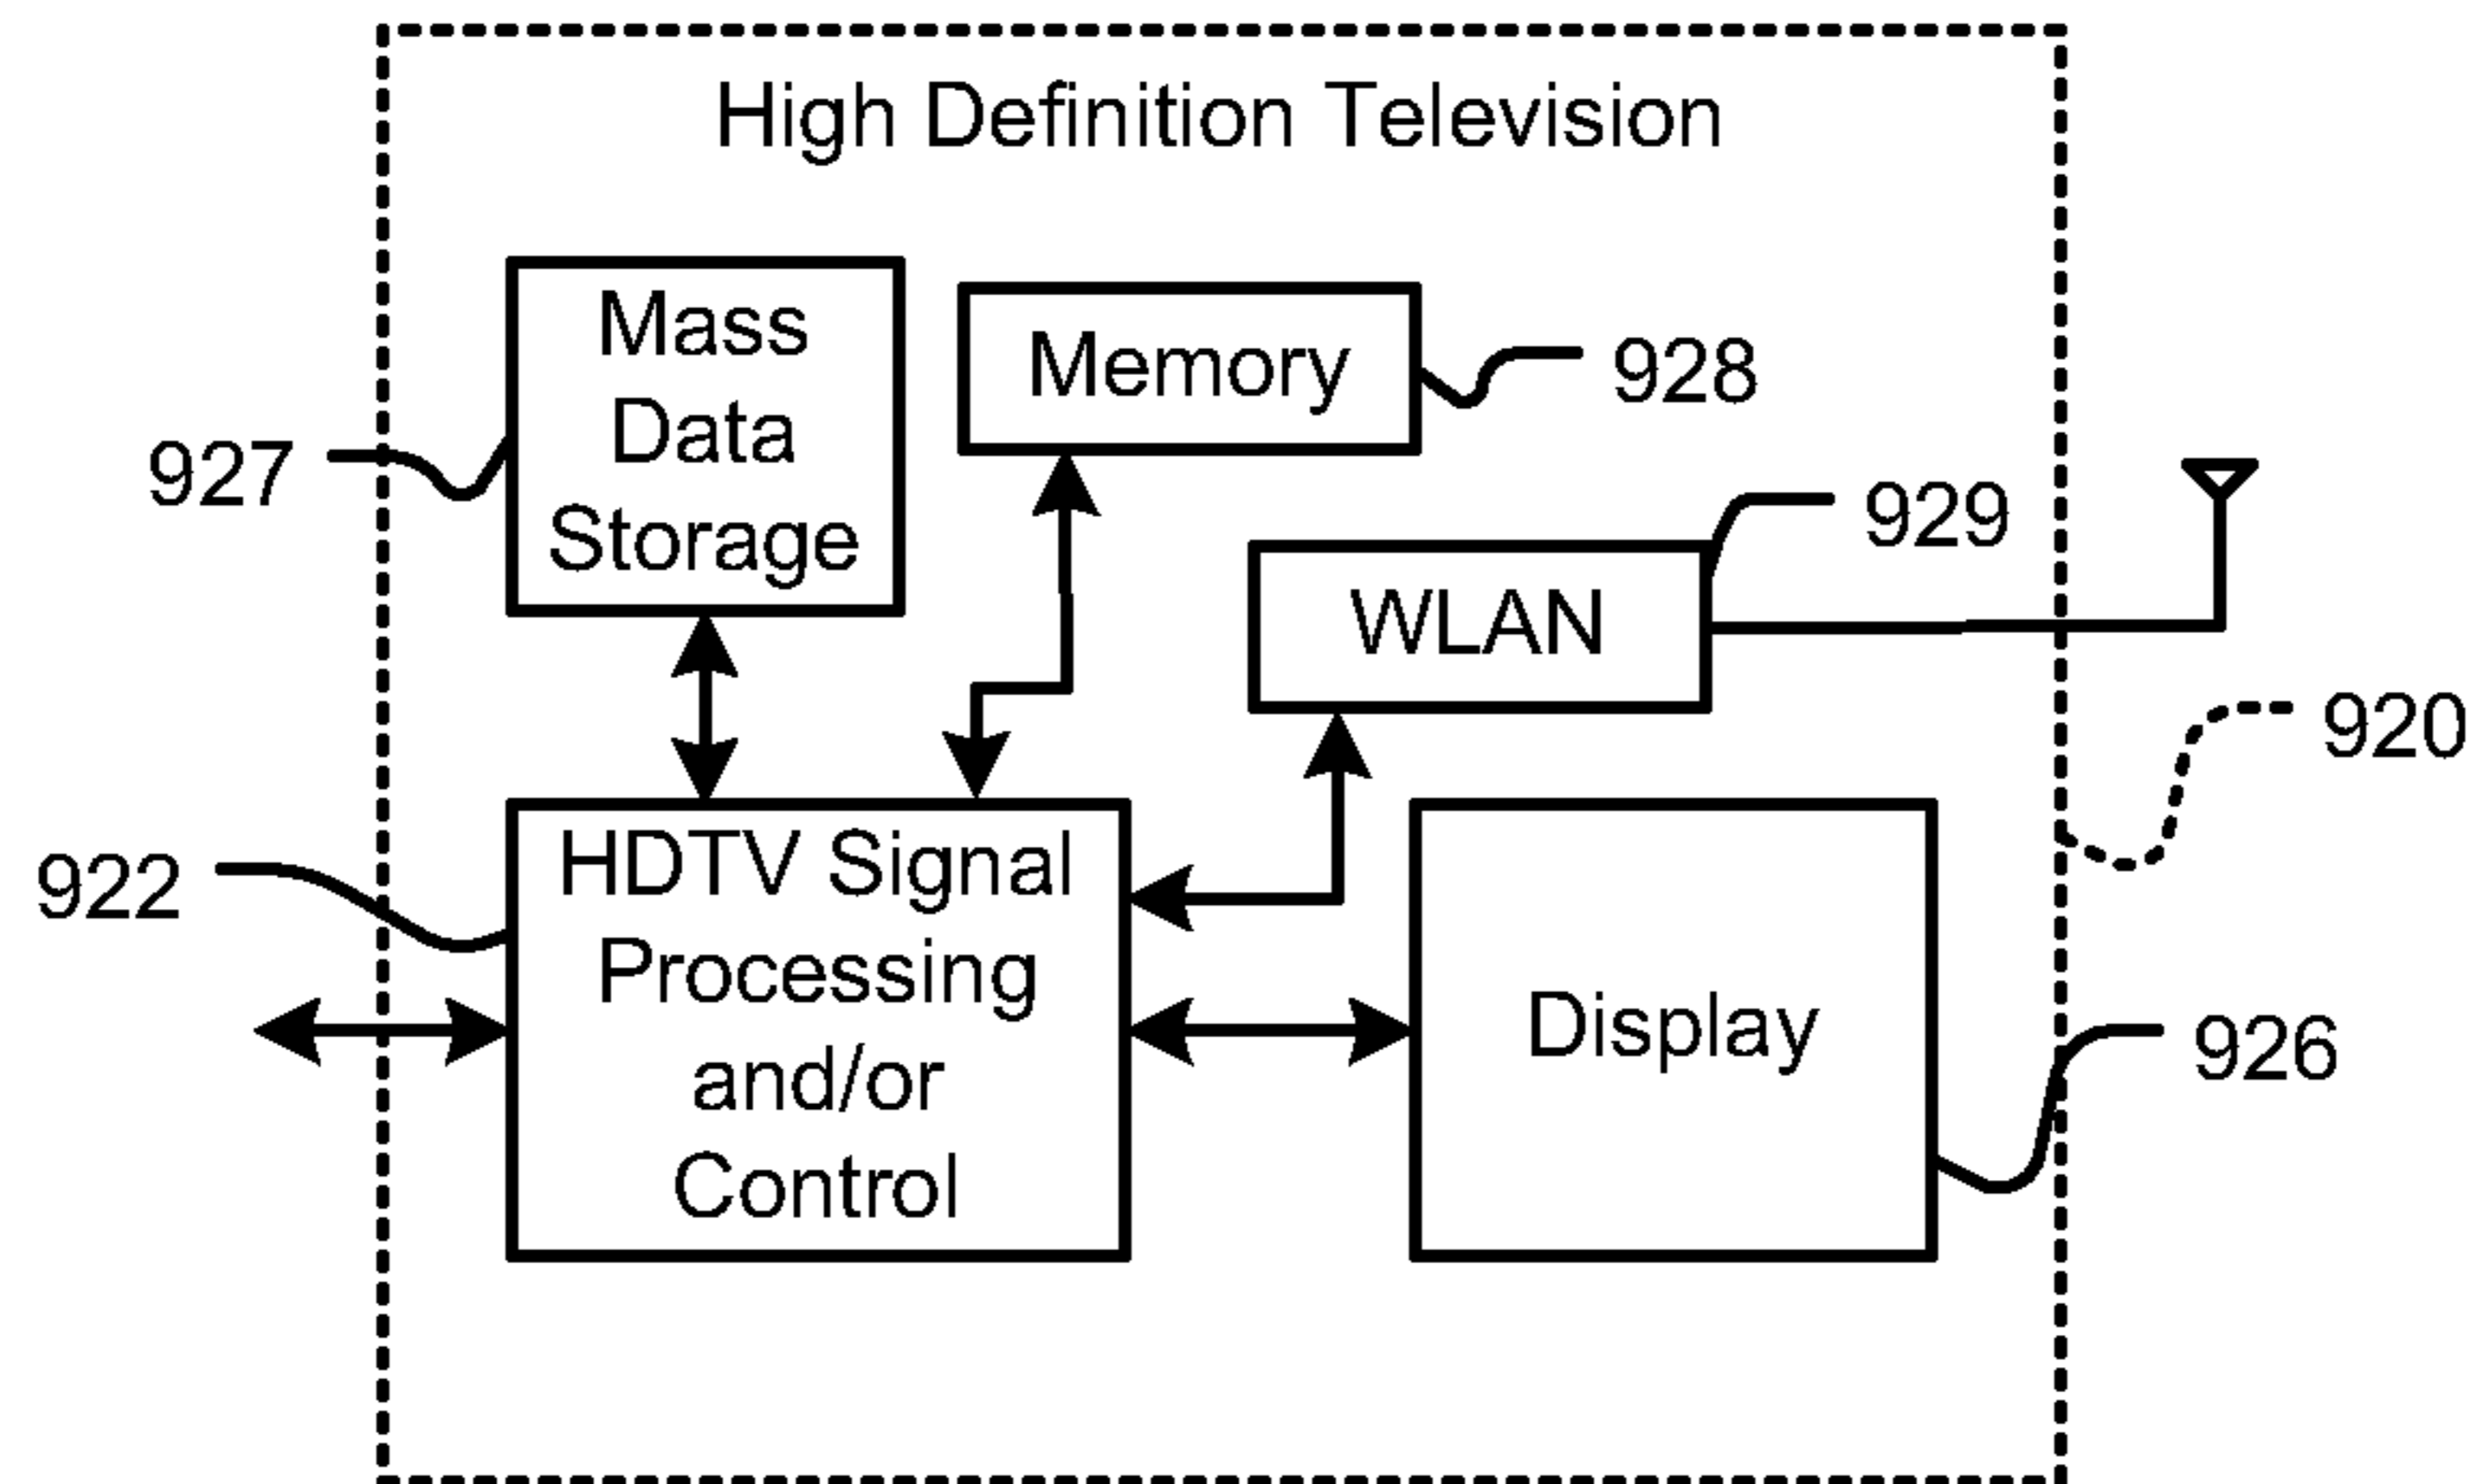 High Definition Television
Mass
Data
Storage
Memory
928
927
929
WLAN
920
HDTV Signal
Processing
and/or
Control
922
Display
926